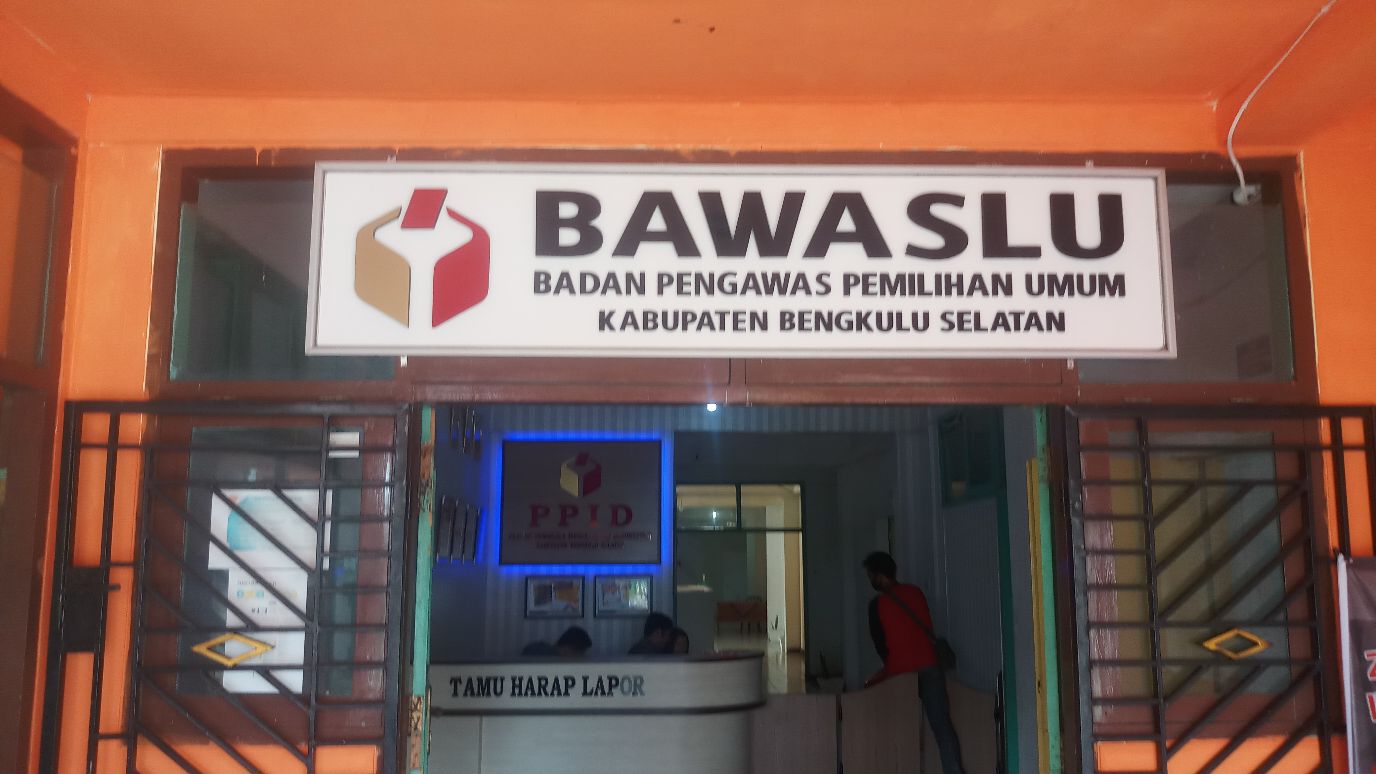 BAWASLU
BADAN PENGAWAS PEMILIHAN UMUM
KABUPATEN BENGKULU SELATAN
PPID
TAMU HARAP LAPOR